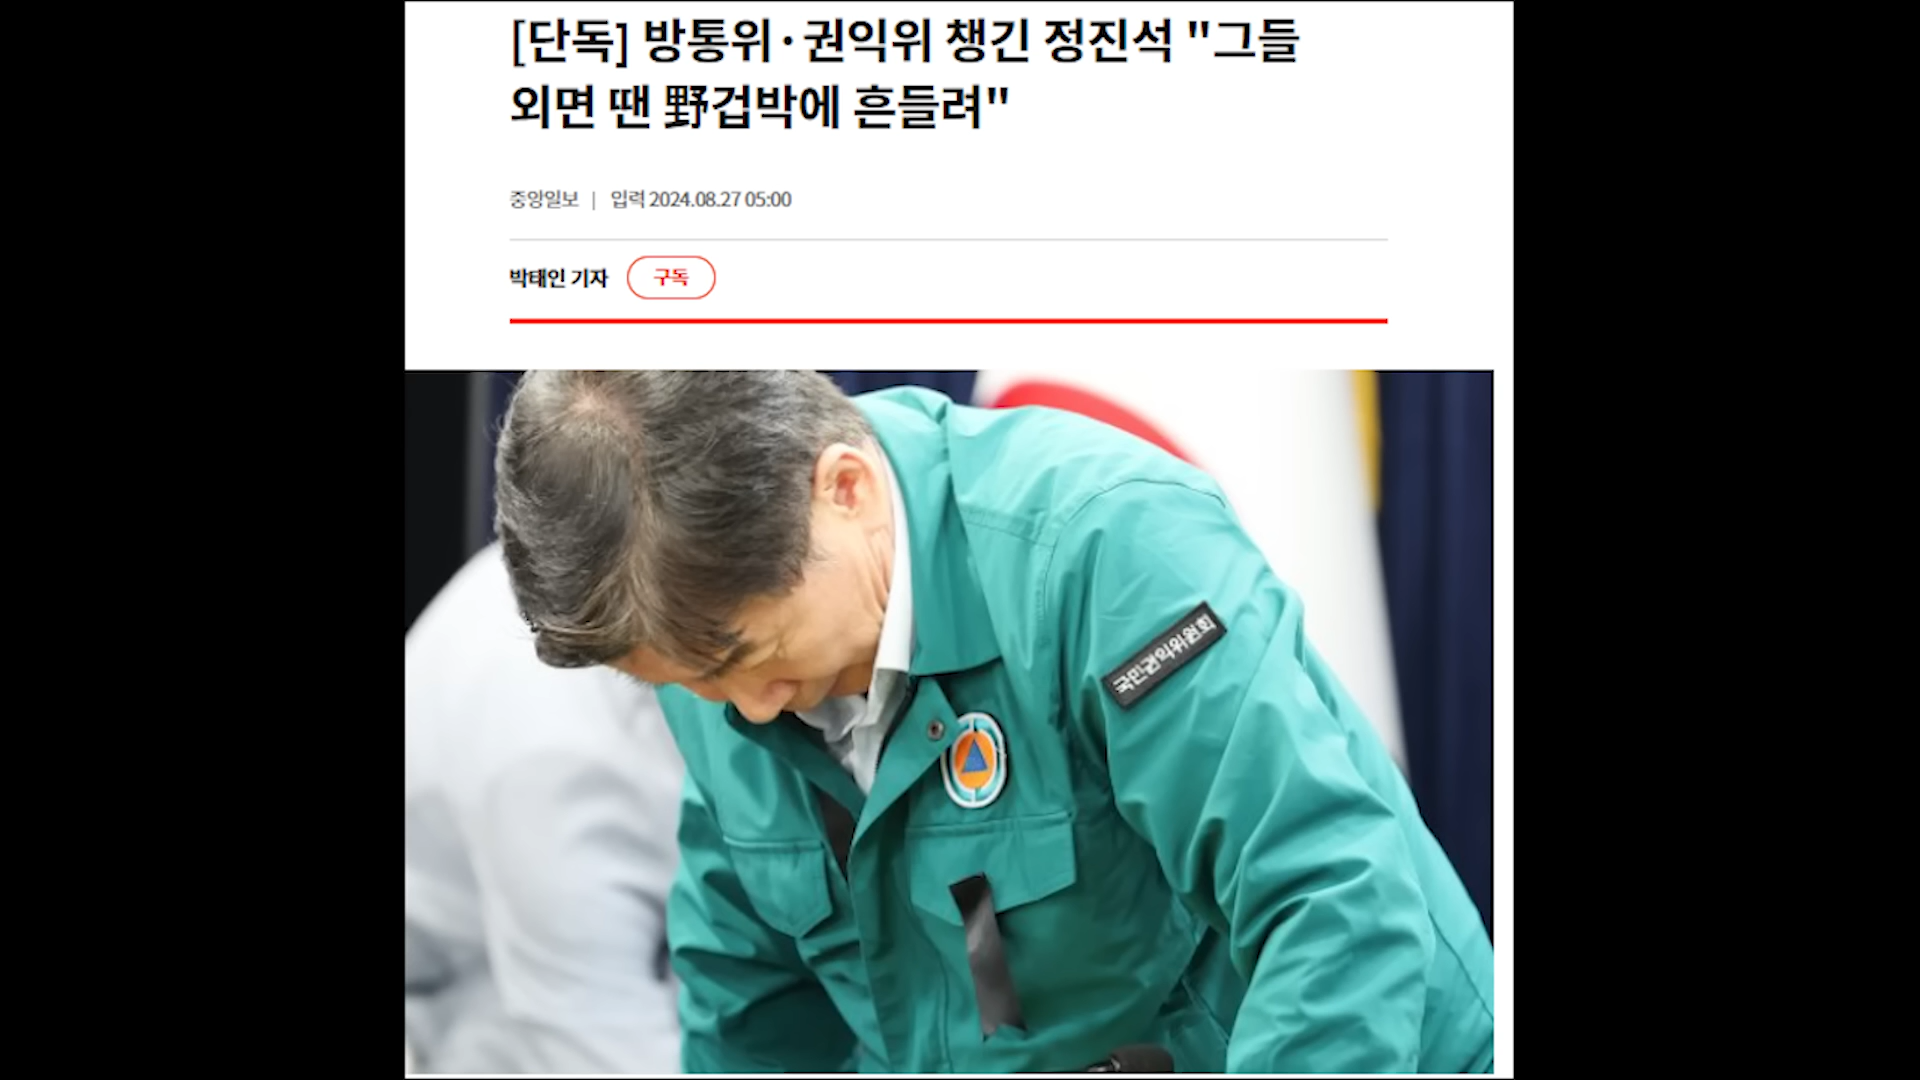 [단독] 방통위·권익위 챙긴 정진석 "그들
외면 땐 野겁박에 흔들려"
중앙일보 | 입력 2024.08.27 05:00
박태인 기자 구독
국민권익위원회